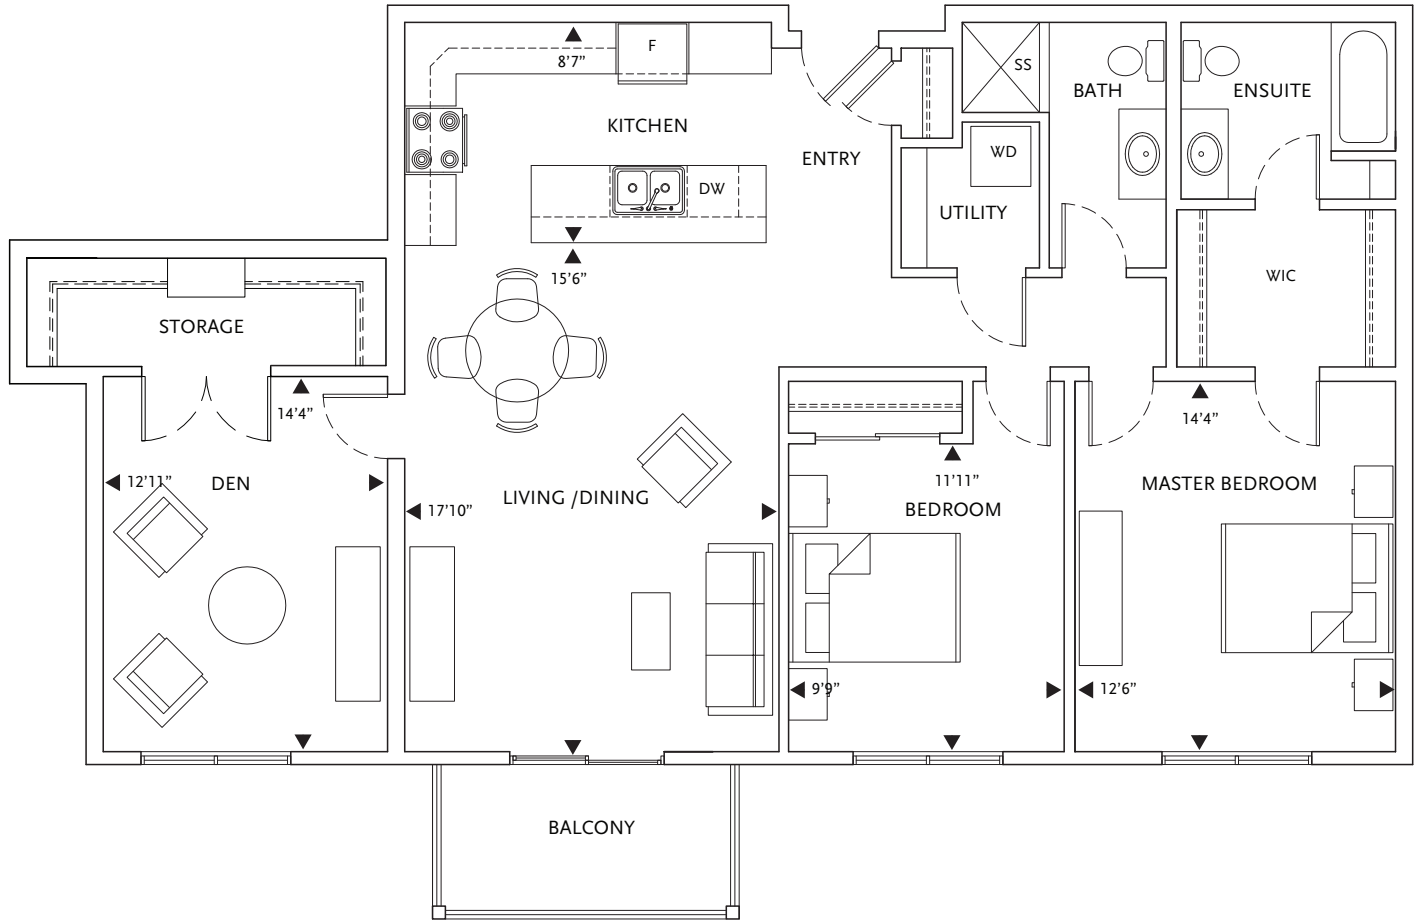 F
8’7”
SS
BATH
ENSUITE
KITCHEN
ENTRY
WD
DW
UTILITY
15’6”
WIC
STORAGE
14’4”
14’4”
12’11”
DEN
LIVING /DINING
17’10”
11’11”
BEDROOM
MASTER BEDROOM
9’9”
12’6”
BALCONY